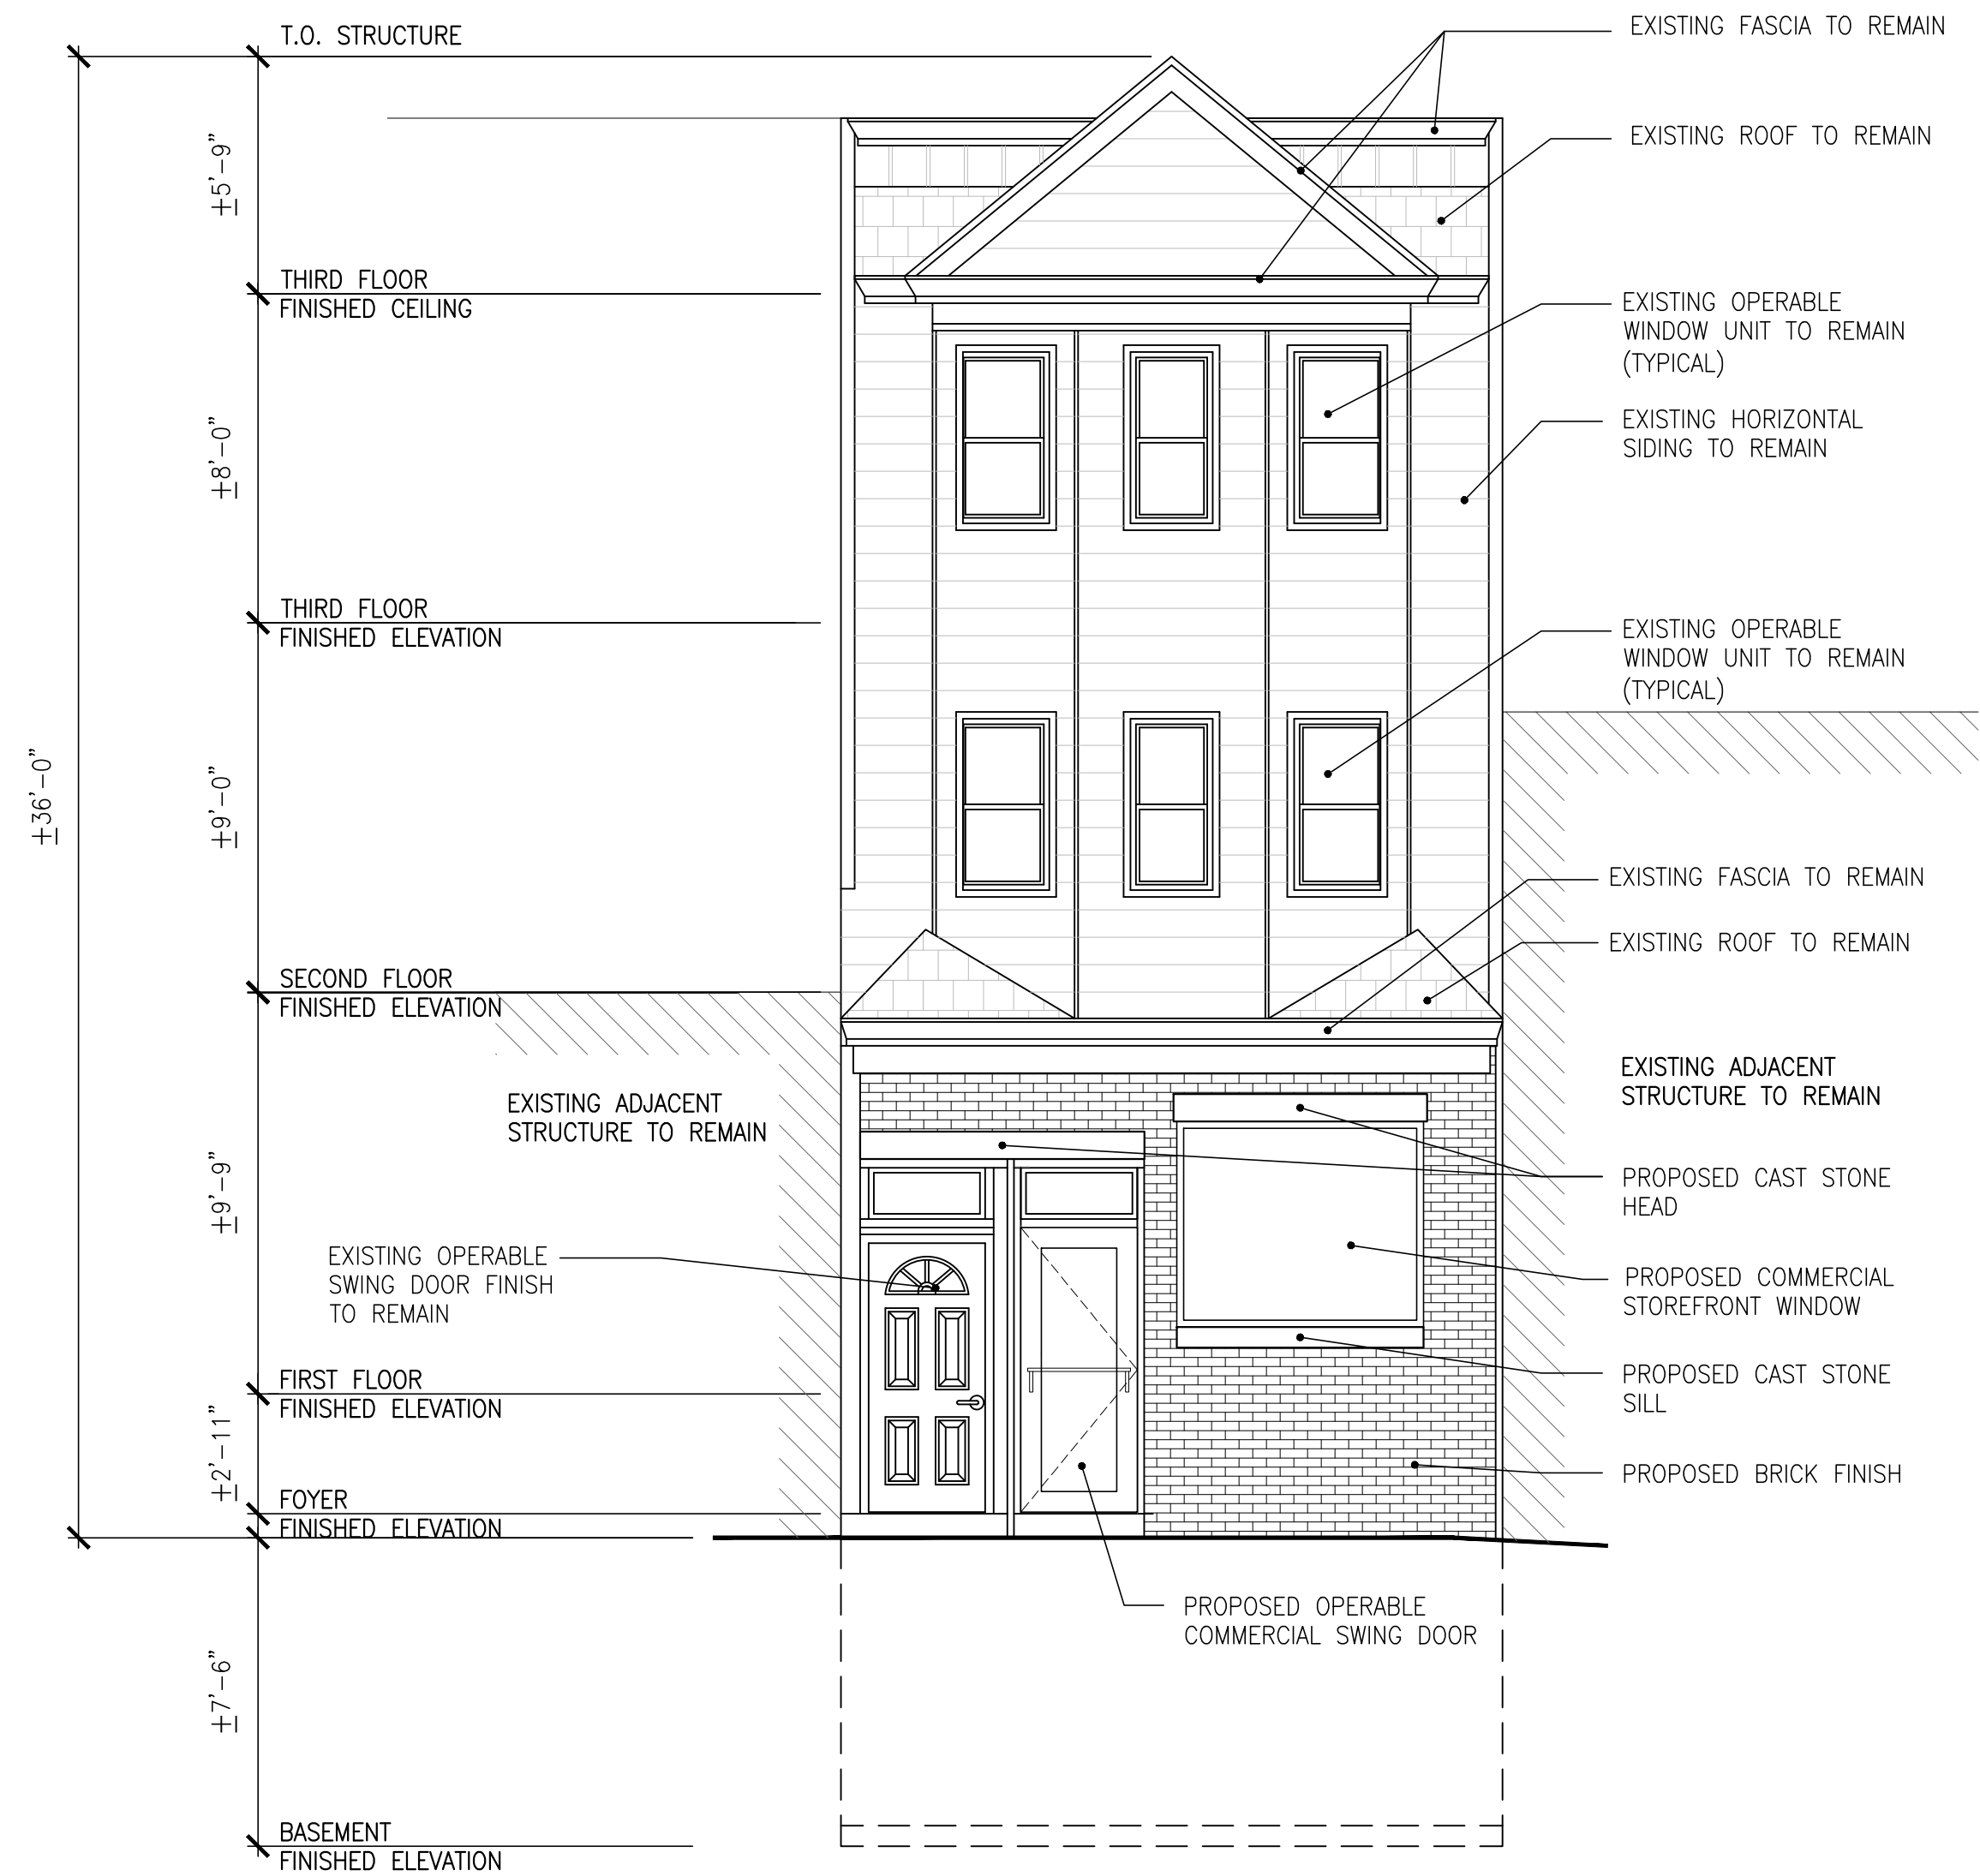 T.O. STRUCTURE
EXISTING FASCIA TO REMAIN
EXISTING ROOF TO REMAIN
±5'-9"
THIRD FLOOR
FINISHED CEILING
EXISTING OPERABLE
WINDOW UNIT TO REMAIN
(TYPICAL)
EXISTING HORIZONTAL
SIDING TO REMAIN
±8'-0"
THIRD FLOOR
FINISHED ELEVATION
EXISTING OPERABLE
WINDOW UNIT TO REMAIN
(TYPICAL)
±36'-0"
±9'-0"
EXISTING FASCIA TO REMAIN
EXISTING ROOF TO REMAIN
SECOND FLOOR
FINISHED ELEVATION
EXISTING ADJACENT
STRUCTURE TO REMAIN
EXISTING ADJACENT
STRUCTURE TO REMAIN
±9'-9"
PROPOSED CAST STONE
HEAD
EXISTING OPERABLE
SWING DOOR FINISH
TO REMAIN
PROPOSED COMMERCIAL
STOREFRONT WINDOW
FIRST FLOOR
FINISHED ELEVATION
PROPOSED CAST STONE
SILL
±2'-11"
PROPOSED BRICK FINISH
FOYER
FINISHED ELEVATION
PROPOSED OPERABLE
COMMERCIAL SWING DOOR
±7'-6"
BASEMENT
FINISHED ELEVATION